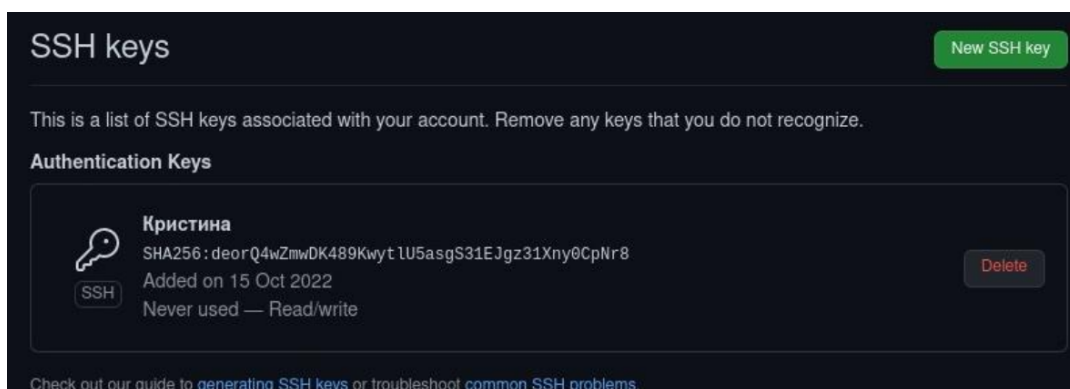 SSH keys
New SSH key
This is a list of SSH keys associated with your account. Remove any keys that you do not recognize.
Authentication Keys
Кристина
SHA256:deorQ4wZmwDK489KwytlU5asgS31EJgz31Xny0CpNr8
Added on 15 Oct 2022
SSH
Never used — Read/write
Delete
Check out our guide to generating SSH keys or troubleshoot common SSH problems